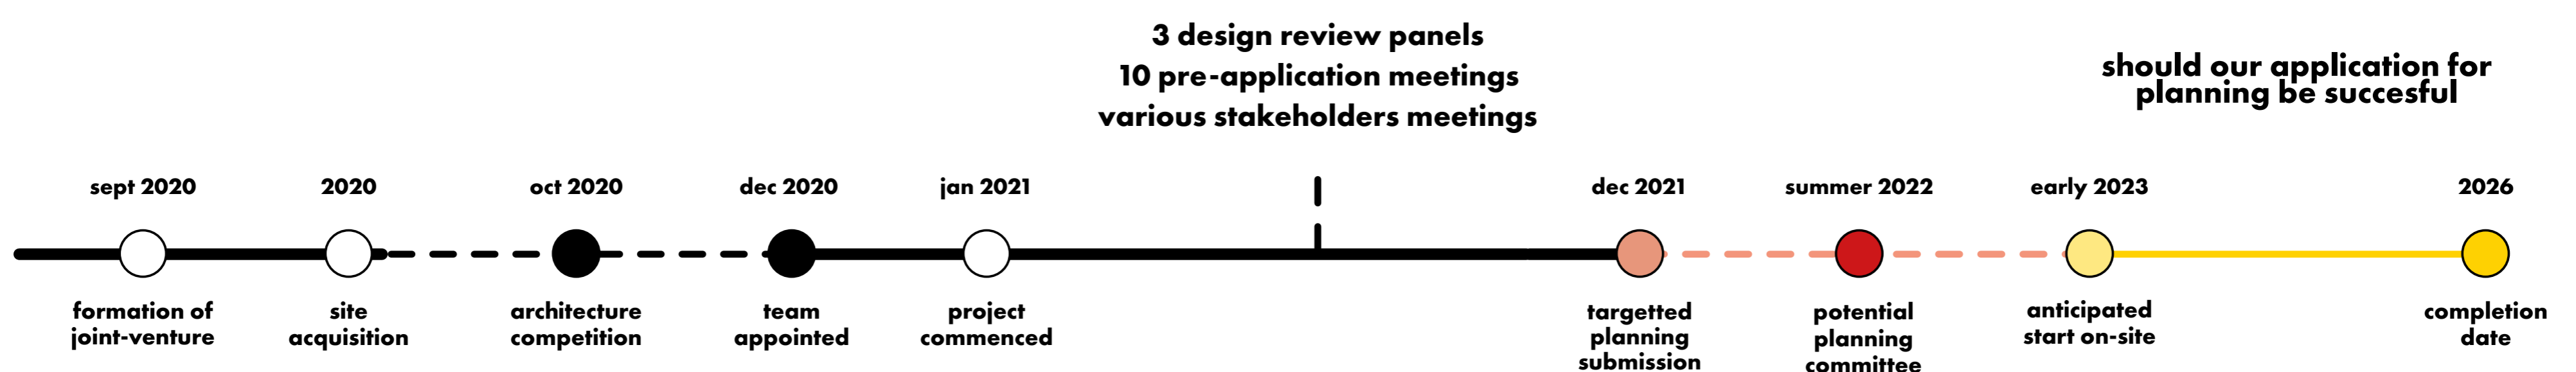 3 design review panels
10 pre-application meetings
various stakeholders meetings
should our application for
planning be succesful
sept 2020
2020
oct 2020
dec 2020
jan 2021
dec 2021
summer 2022
early 2023
2026
formation of
joint-venture
site
acquisition
architecture
competition
team
appointed
project
commenced
targetted
planning
submission
potential
planning
committee
anticipated
start on-site
completion
date